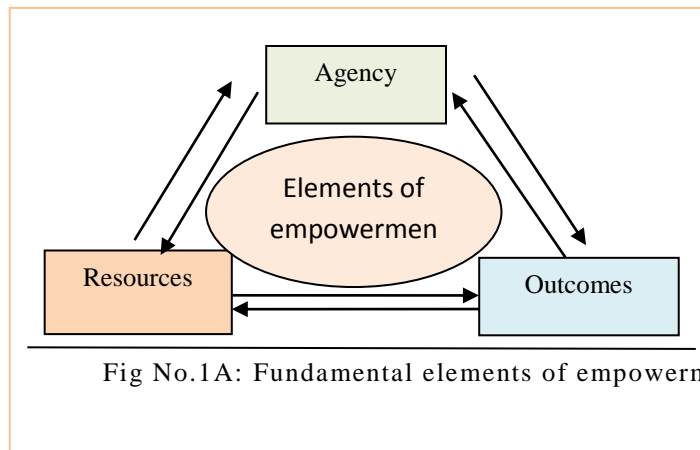 Agency
Elements of
empowermen
Resources
Outcomes
Fig No.1A: Fundamental elements of empowern